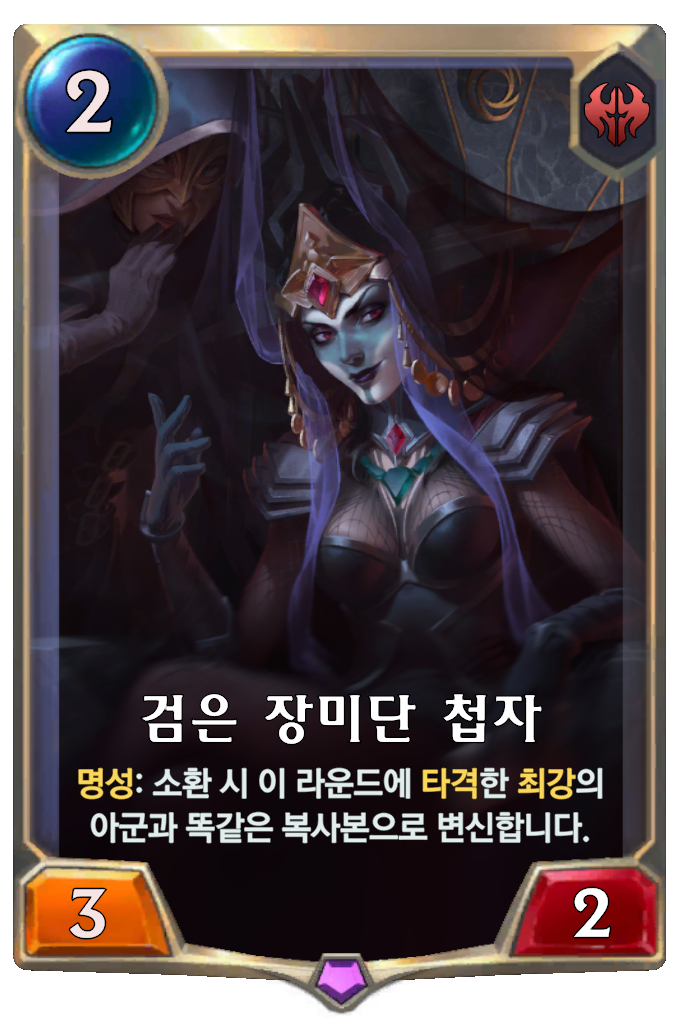 2
검은 장미단 첩자
명성: 소환 시 이 라운드에 타격한 최강의
아군과 똑같은 복사본으로 변신합니다.
3
2